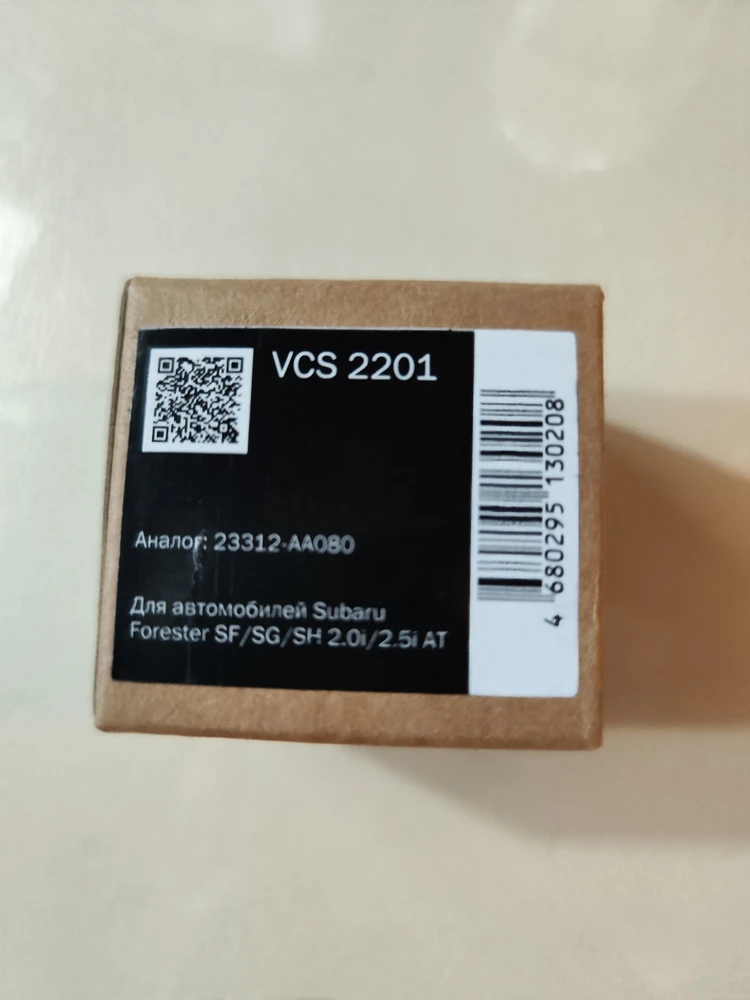 VCS 2201
Аналог: 23312-AA080
Для автомобилей Subaru
Forester SF/SG/SH 2.0i/2.5i AT
4 680295 130208